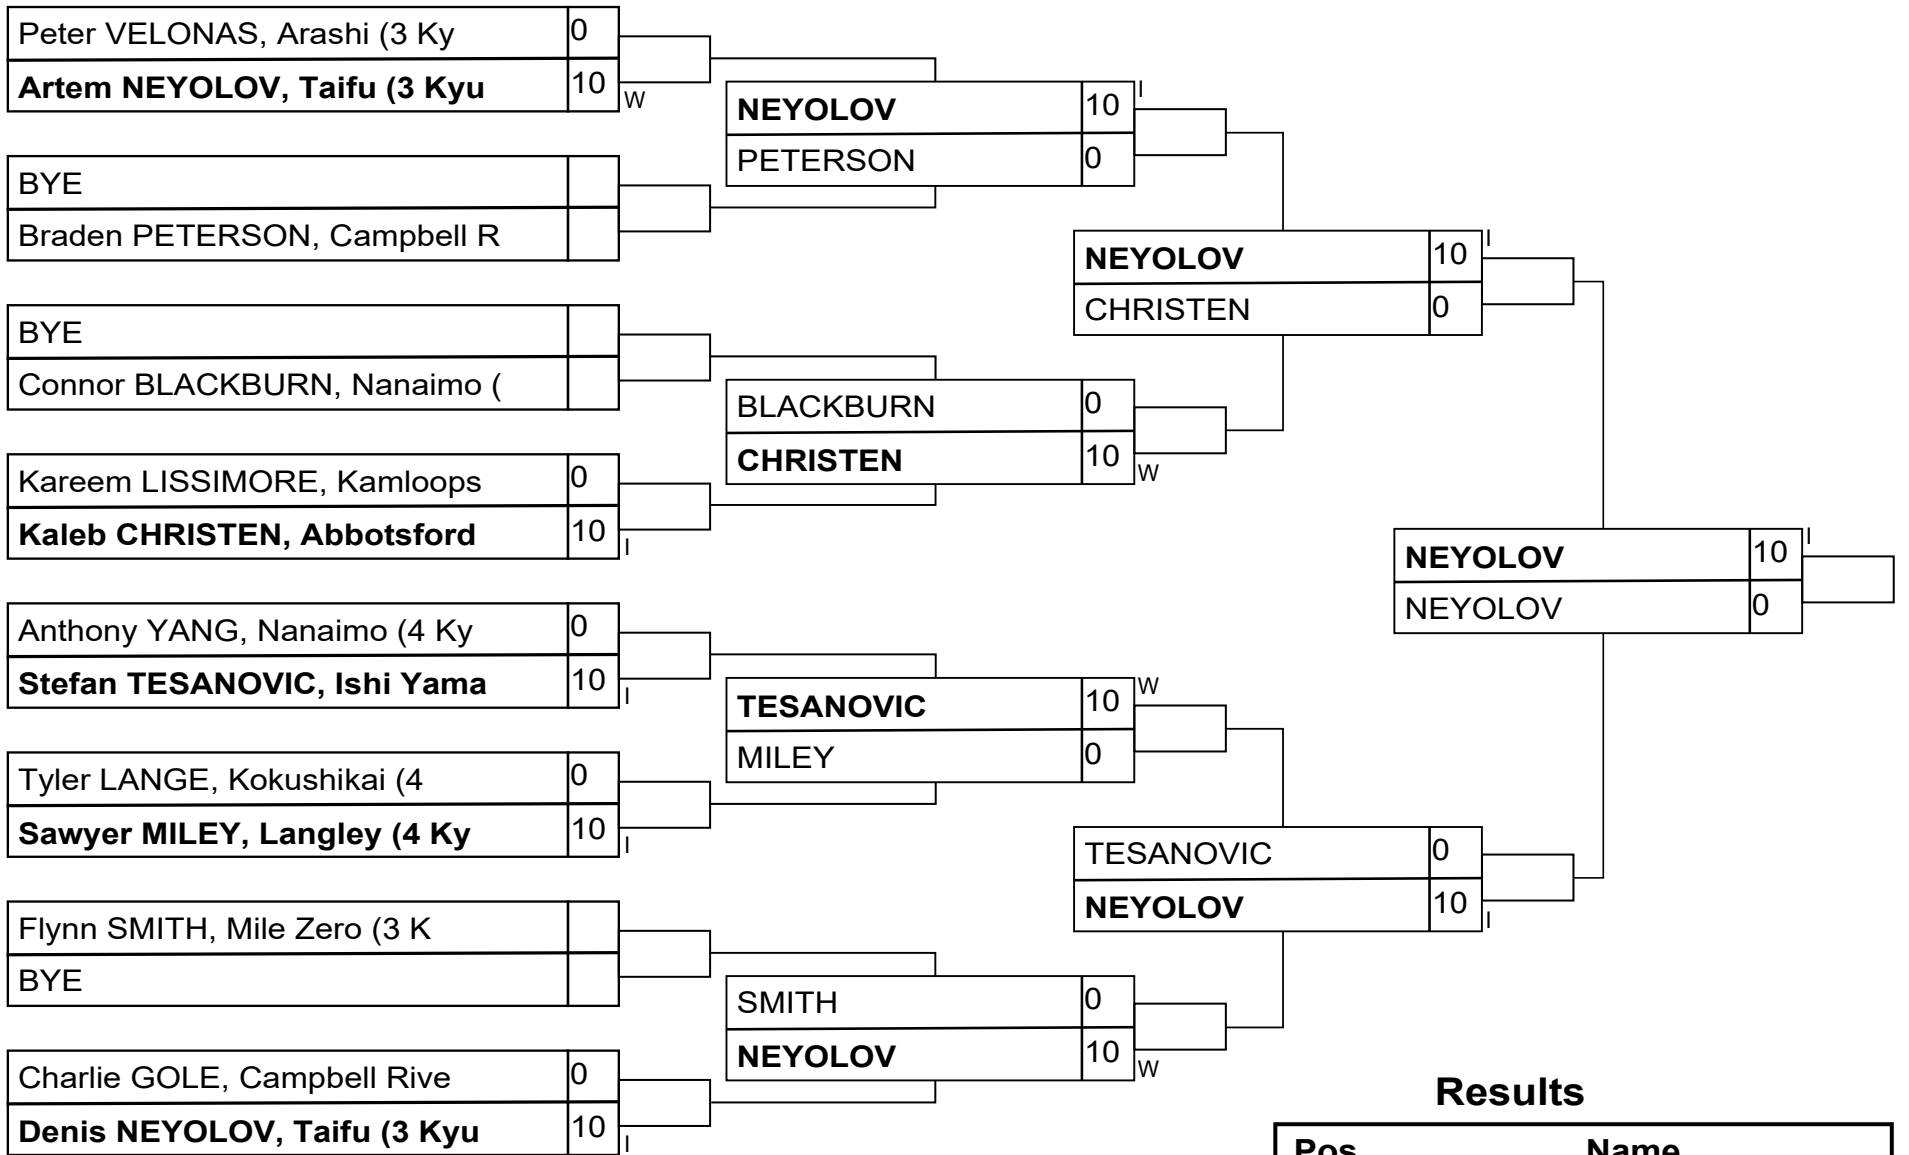 Peter VELONAS, Arashi (3 Ky 0
Artem NEYOLOV, Taifu (3 Kyu 10 W
BYE
Braden PETERSON, Campbell R
BYE
Connor BLACKBURN, Nanaimo (
Kareem LISSIMORE, Kamloops 0
Kaleb CHRISTEN, Abbotsford 10 I
Anthony YANG, Nanaimo (4 Ky 0
Stefan TESANOVIC, Ishi Yama 10 I
Tyler LANGE, Kokushikai (4 0
Sawyer MILEY, Langley (4 Ky 10 I
Flynn SMITH, Mile Zero (3 K
BYE
Charlie GOLE, Campbell Rive 0
Denis NEYOLOV, Taifu (3 Kyu 10 I
NEYOLOV 10 I
PETERSON 0
BLACKBURN 0
CHRISTEN 10 W
TESANOVIC 10 W
MILEY 0
SMITH 0
NEYOLOV 10 W
NEYOLOV 10 I
CHRISTEN 0
TESANOVIC 0
NEYOLOV 10 I
NEYOLOV 10 I
NEYOLOV 0
Results
Pos Name